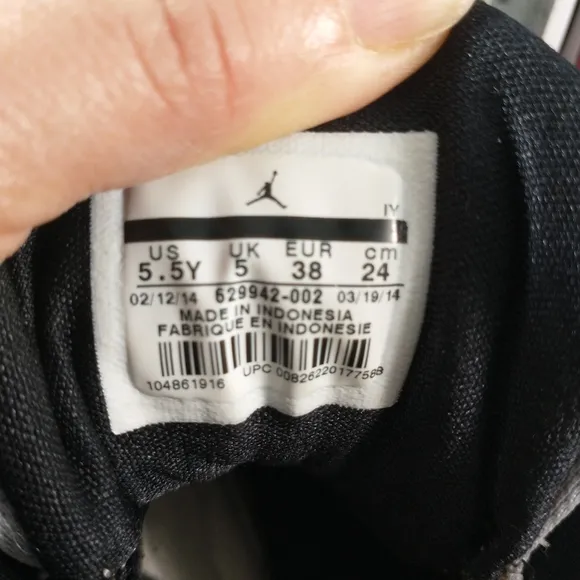 IY
US UK EUR cm
5.5Y 5 38 24
02/12/14 629942-002 03/19/14
MADE IN INDONESIA
FABRIQUE EN INDONESIE
104861916 UPC 00826220177588